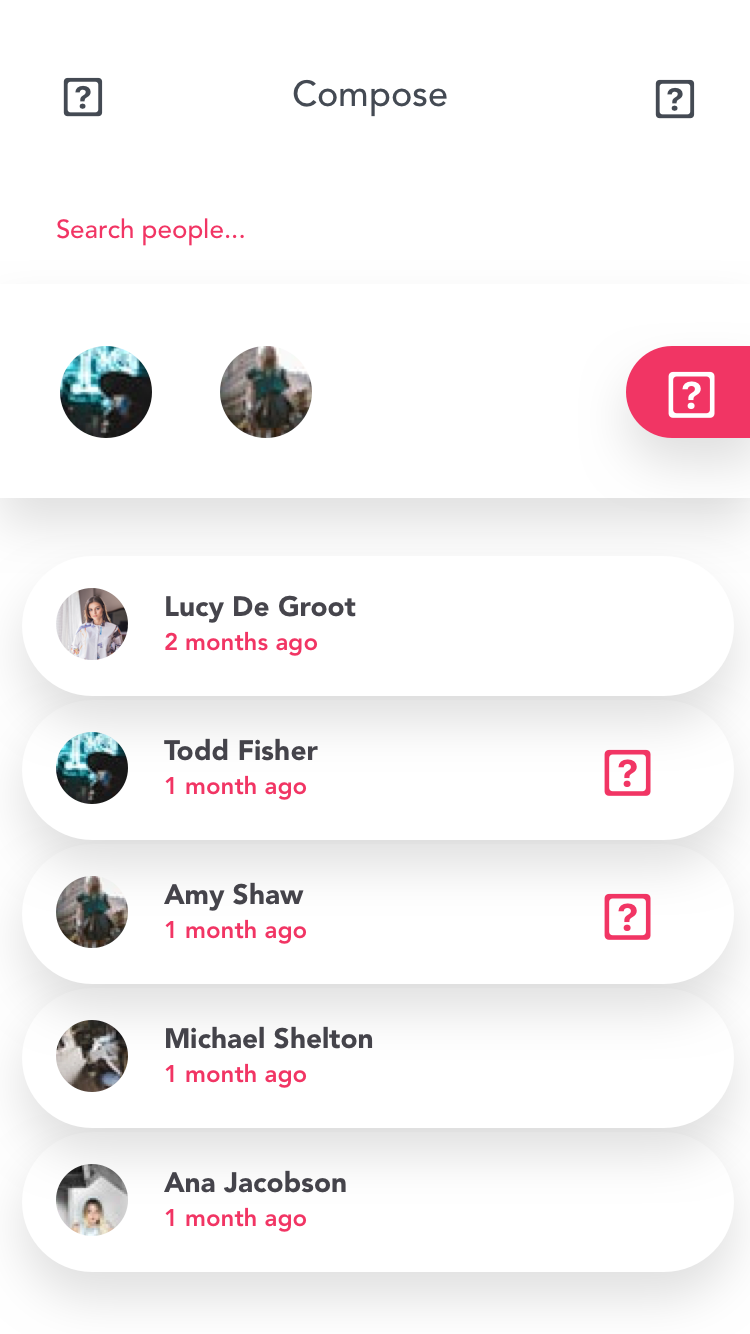 Compose
Search people...
Lucy De Groot
2 months ago
Todd Fisher
1 month ago
Amy Shaw
1 month ago
Michael Shelton
1 month ago
Ana Jacobson
1 month ago